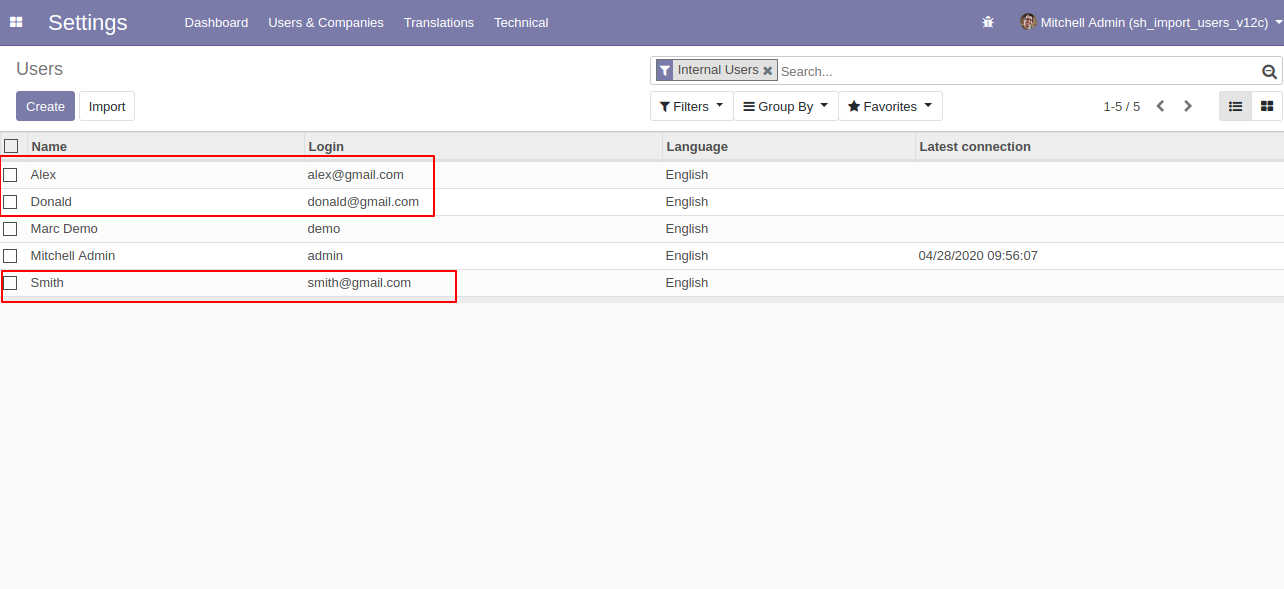 Settings Dashboard Users & Companies Translations Technical Mitchell Admin (sh_import_users_v12c)
Users Internal Users Search...
Create Import Filters Group By Favorites 1-5 / 5
Name Login Language Latest connection
Alex alex@gmail.com English
Donald donald@gmail.com English
Marc Demo demo English
Mitchell Admin admin English 04/28/2020 09:56:07
Smith smith@gmail.com English